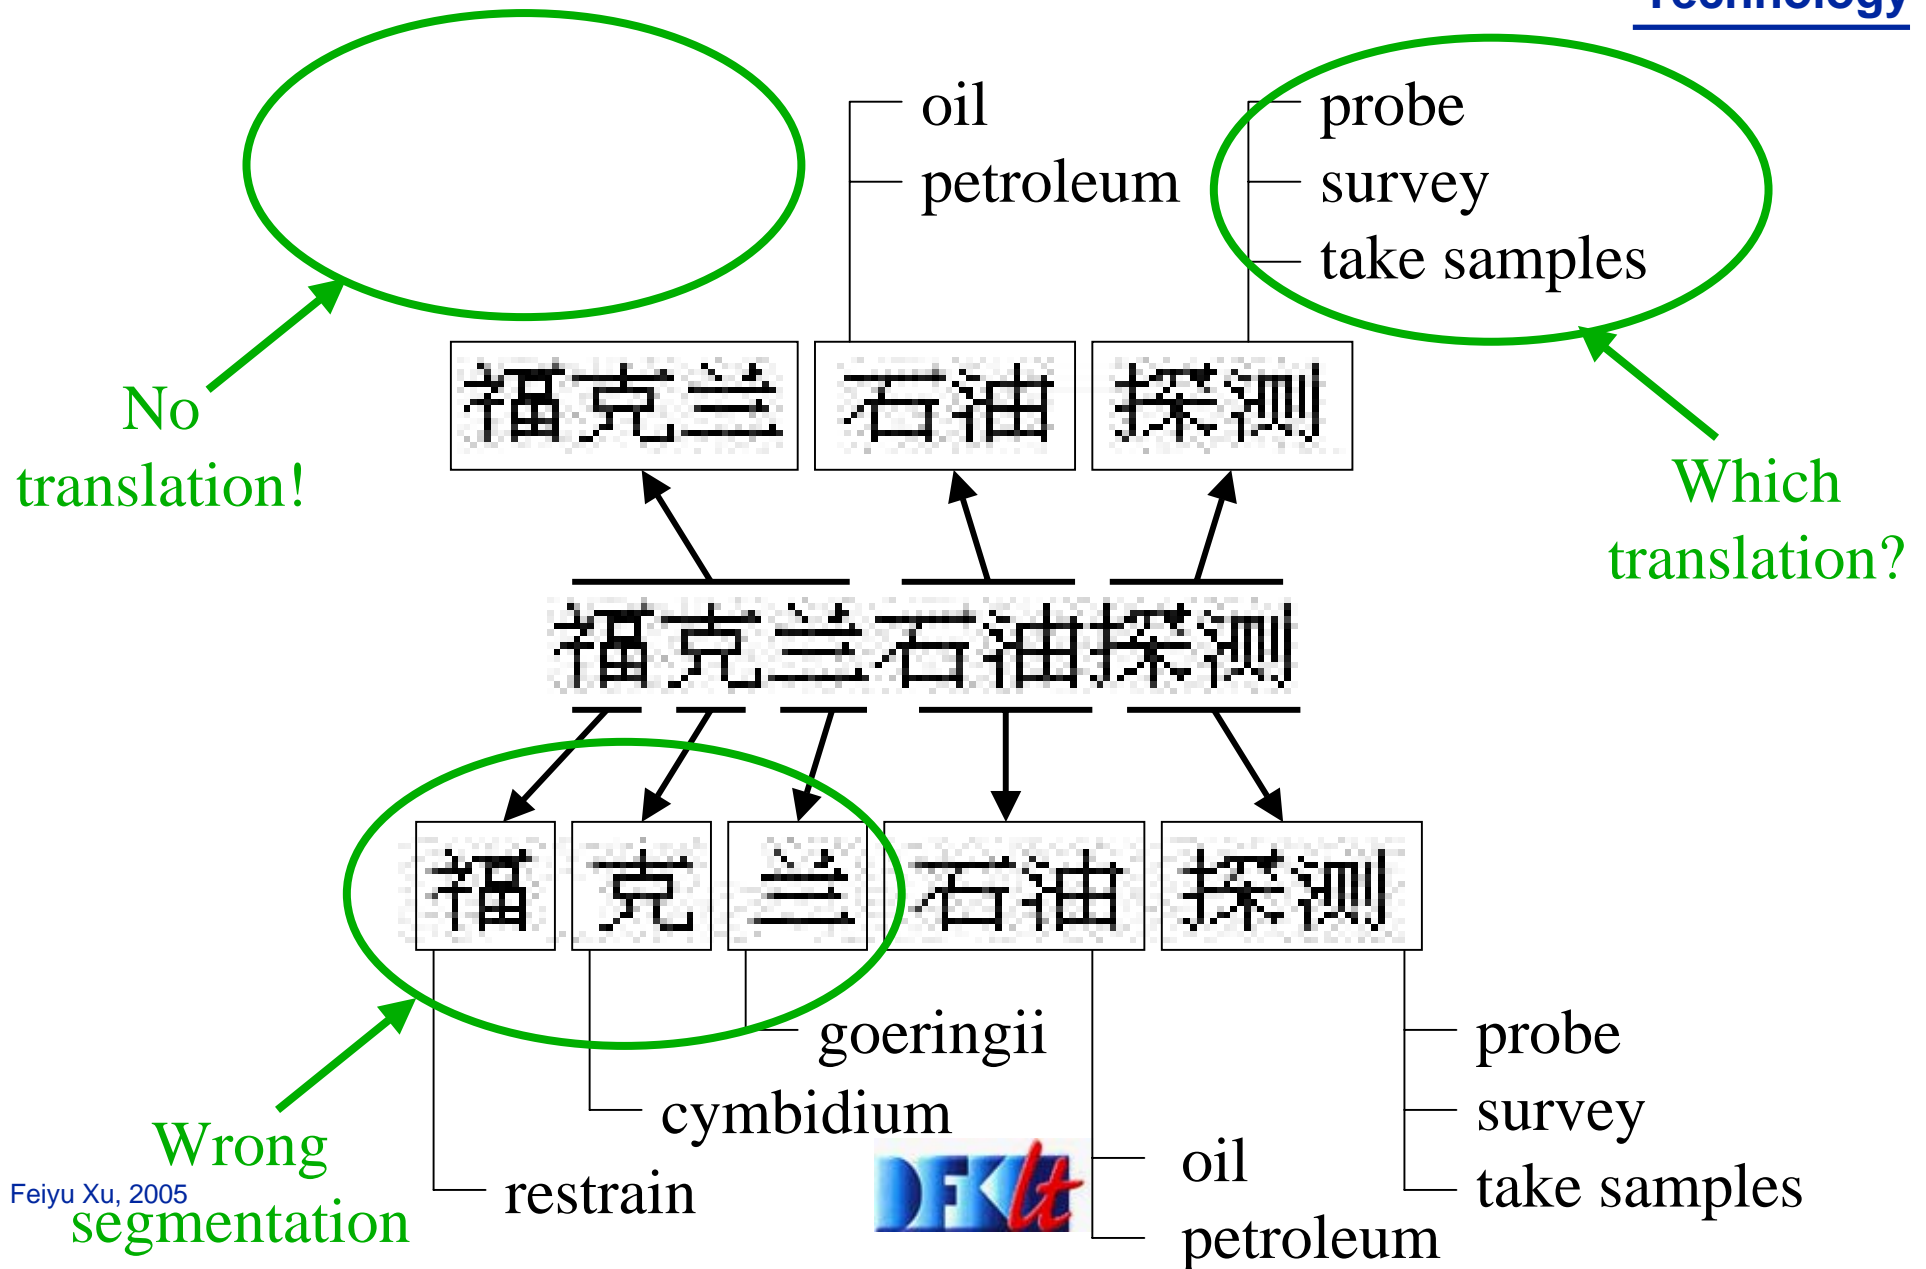 Technology
oil
petroleum
probe
survey
take samples
No
translation!
福克兰
石油
探测
Which
translation?
福克兰石油探测
福
克
兰
石油
探测
goeringii
cymbidium
restrain
probe
survey
take samples
oil
petroleum
Wrong
segmentation
Feiyu Xu, 2005
DFKI lt